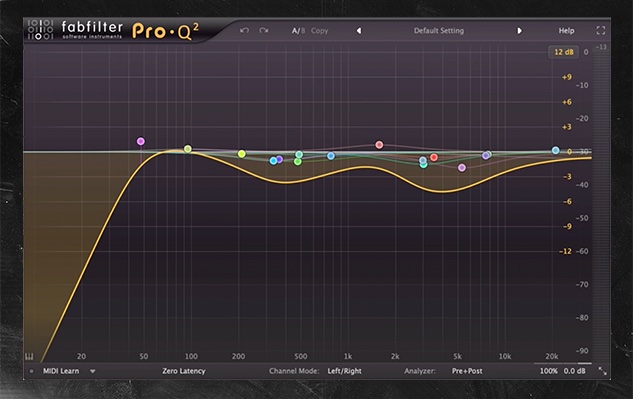 fabfilter Pro·Q²
software instruments
A/B Copy Default Setting Help
-13
12 dB 0
+9 -10
+6 -20
+3
0 -30
-3 -40
-6 -50
-9 -60
-12 -70
-80
-90
20 50 100 200 500 1k 2k 5k 10k 20k
MIDI Learn Zero Latency Channel Mode: Left/Right Analyzer: Pre+Post 100% 0.0 dB